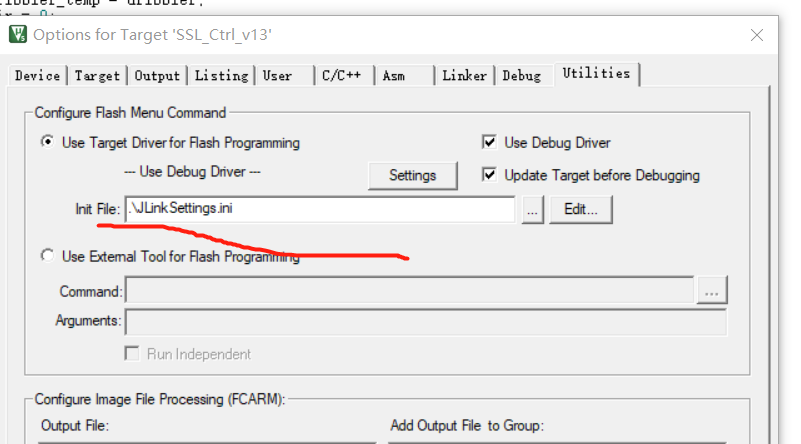 Options for Target 'SSL_Ctrl_v13'
Device Target Output Listing User C/C++ Asm Linker Debug Utilities
Configure Flash Menu Command
Use Target Driver for Flash Programming
Use Debug Driver
--- Use Debug Driver ---
Settings
Update Target before Debugging
Init File: .\JLinkSettings.ini ... Edit...
Use External Tool for Flash Programming
Command: ...
Arguments:
Run Independent
Configure Image File Processing (FCARM):
Output File:
Add Output File to Group: